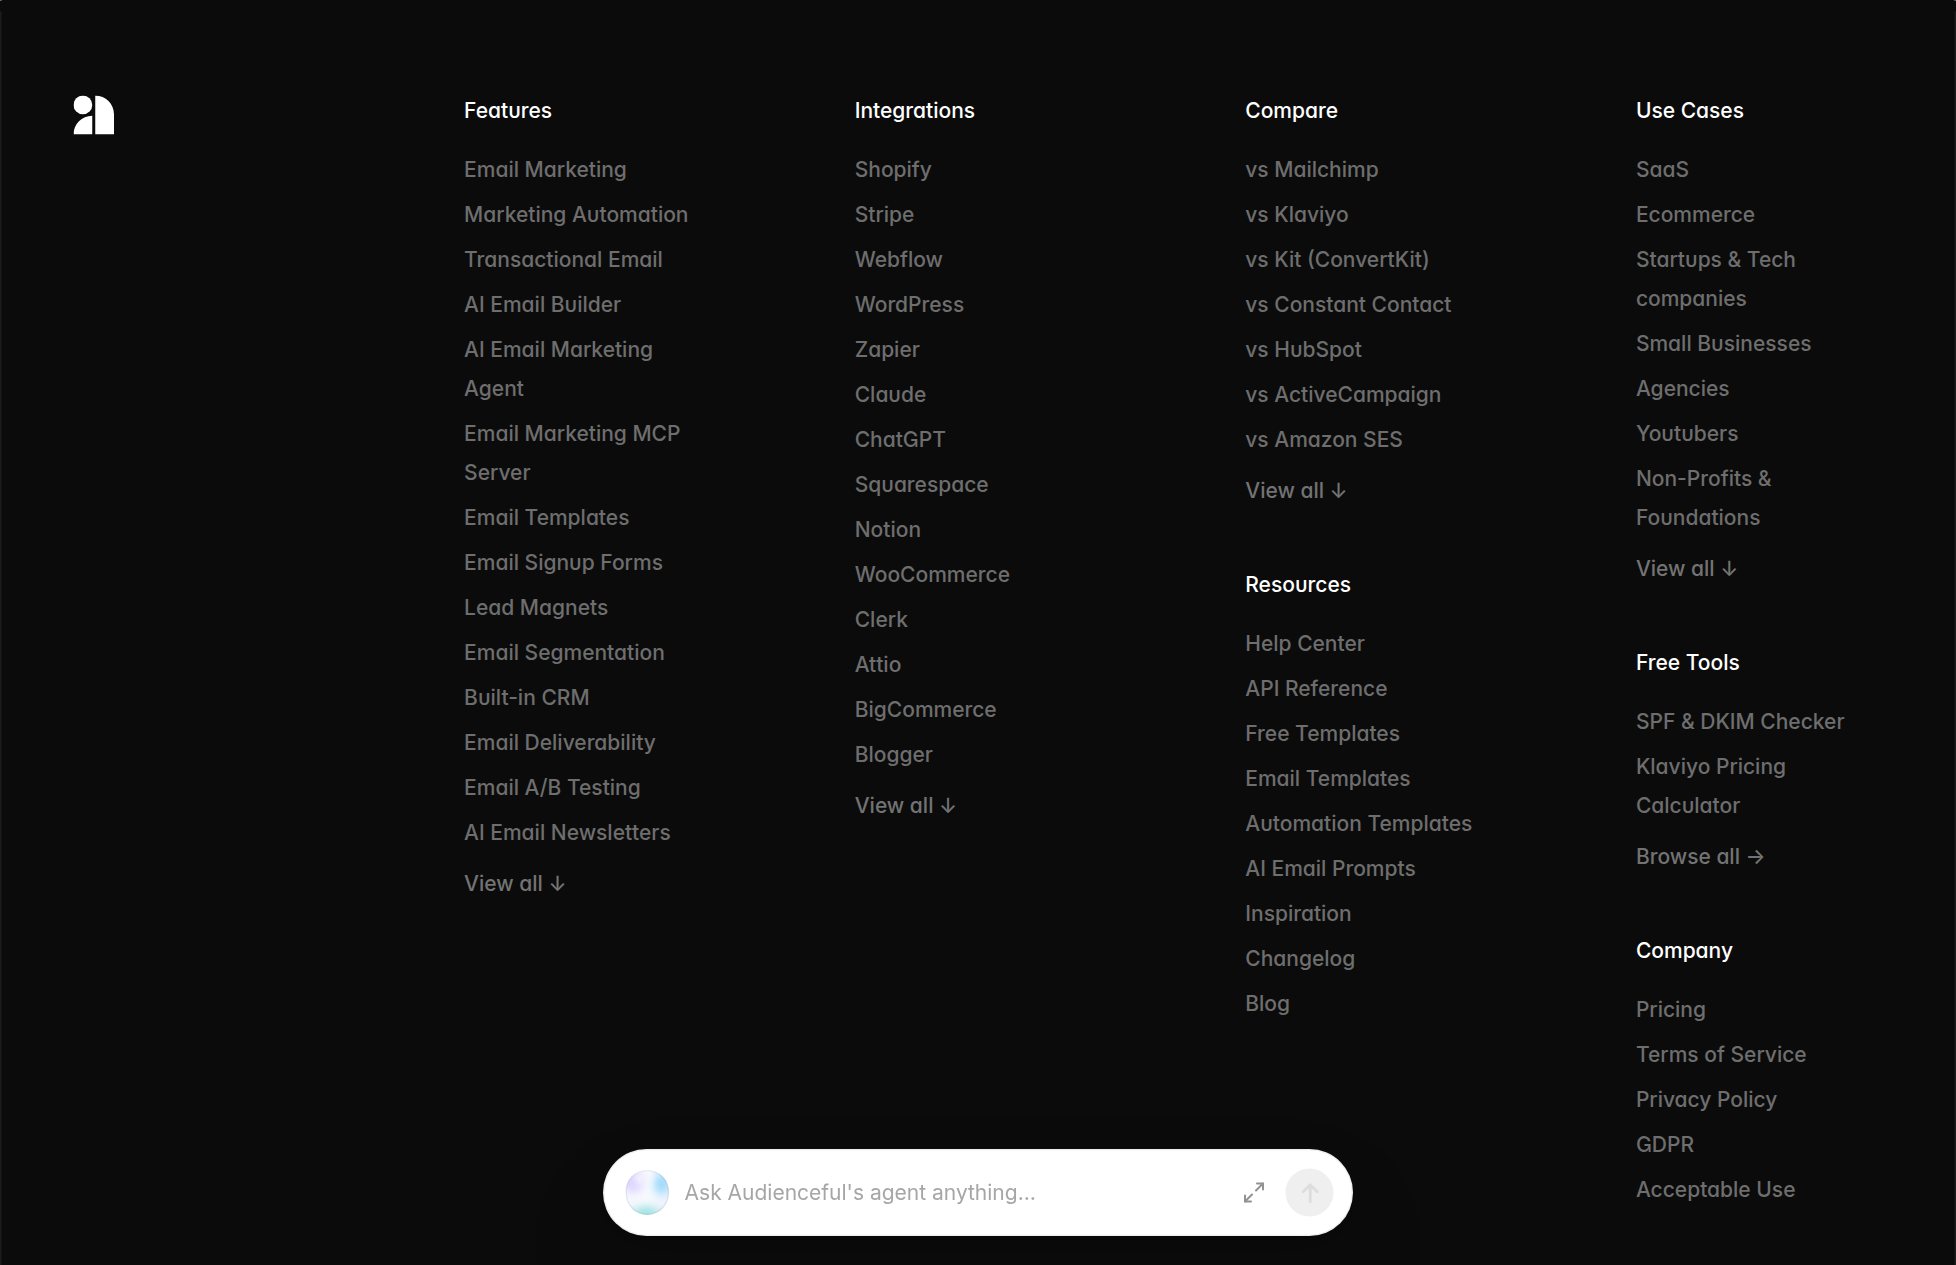 Features
Email Marketing
Marketing Automation
Transactional Email
AI Email Builder
AI Email Marketing
Agent
Email Marketing MCP
Server
Email Templates
Email Signup Forms
Lead Magnets
Email Segmentation
Built-in CRM
Email Deliverability
Email A/B Testing
AI Email Newsletters
View all ↓
Integrations
Shopify
Stripe
Webflow
WordPress
Zapier
Claude
ChatGPT
Squarespace
Notion
WooCommerce
Clerk
Attio
BigCommerce
Blogger
View all ↓
Compare
vs Mailchimp
vs Klaviyo
vs Kit (ConvertKit)
vs Constant Contact
vs HubSpot
vs ActiveCampaign
vs Amazon SES
View all ↓
Resources
Help Center
API Reference
Free Templates
Email Templates
Automation Templates
AI Email Prompts
Inspiration
Changelog
Blog
Use Cases
SaaS
Ecommerce
Startups & Tech
companies
Small Businesses
Agencies
Youtubers
Non-Profits &
Foundations
View all ↓
Free Tools
SPF & DKIM Checker
Klaviyo Pricing
Calculator
Browse all →
Company
Pricing
Terms of Service
Privacy Policy
GDPR
Acceptable Use
Ask Audienceful's agent anything...